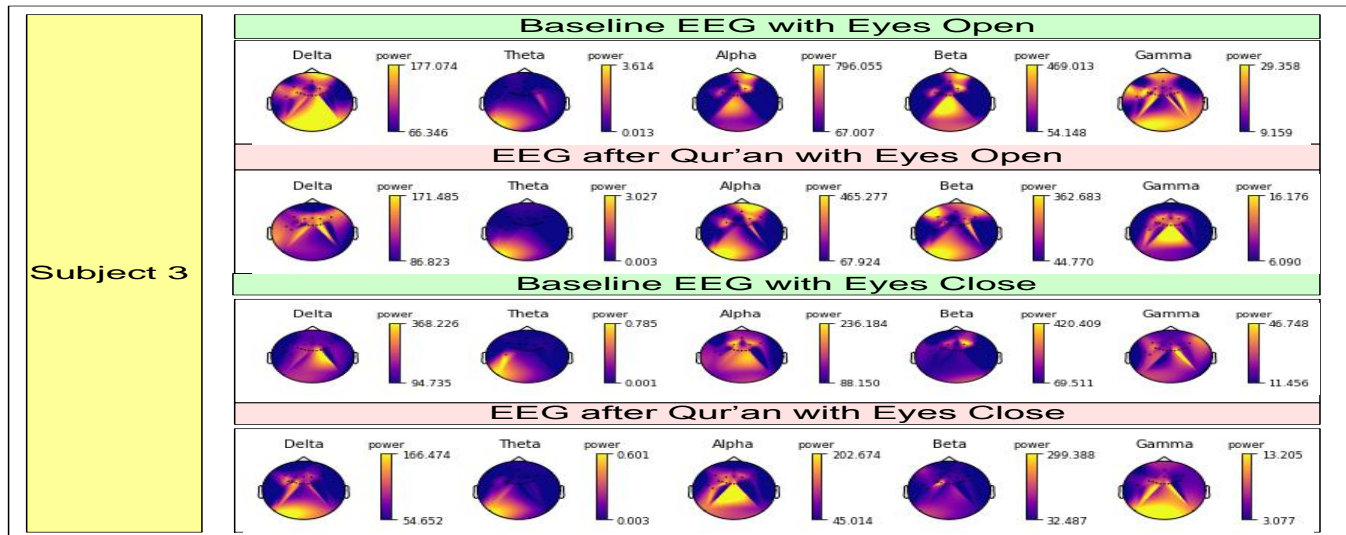 Subject 3
Baseline EEG with Eyes Open
Delta power Theta power Alpha power Beta power Gamma power
177.074 3.614 796.055 469.013 29.358
66.346 0.013 67.007 54.148 9.159
EEG after Qur'an with Eyes Open
Delta power Theta power Alpha power Beta power Gamma power
171.485 3.027 465.277 362.683 16.176
86.823 0.003 67.924 44.770 6.090
Baseline EEG with Eyes Close
Delta power Theta power Alpha power Beta power Gamma power
368.226 0.785 236.184 420.409 46.748
94.735 0.001 88.150 69.511 11.456
EEG after Qur'an with Eyes Close
Delta power Theta power Alpha power Beta power Gamma power
166.474 0.601 202.674 299.388 13.205
54.652 0.003 45.014 32.487 3.077